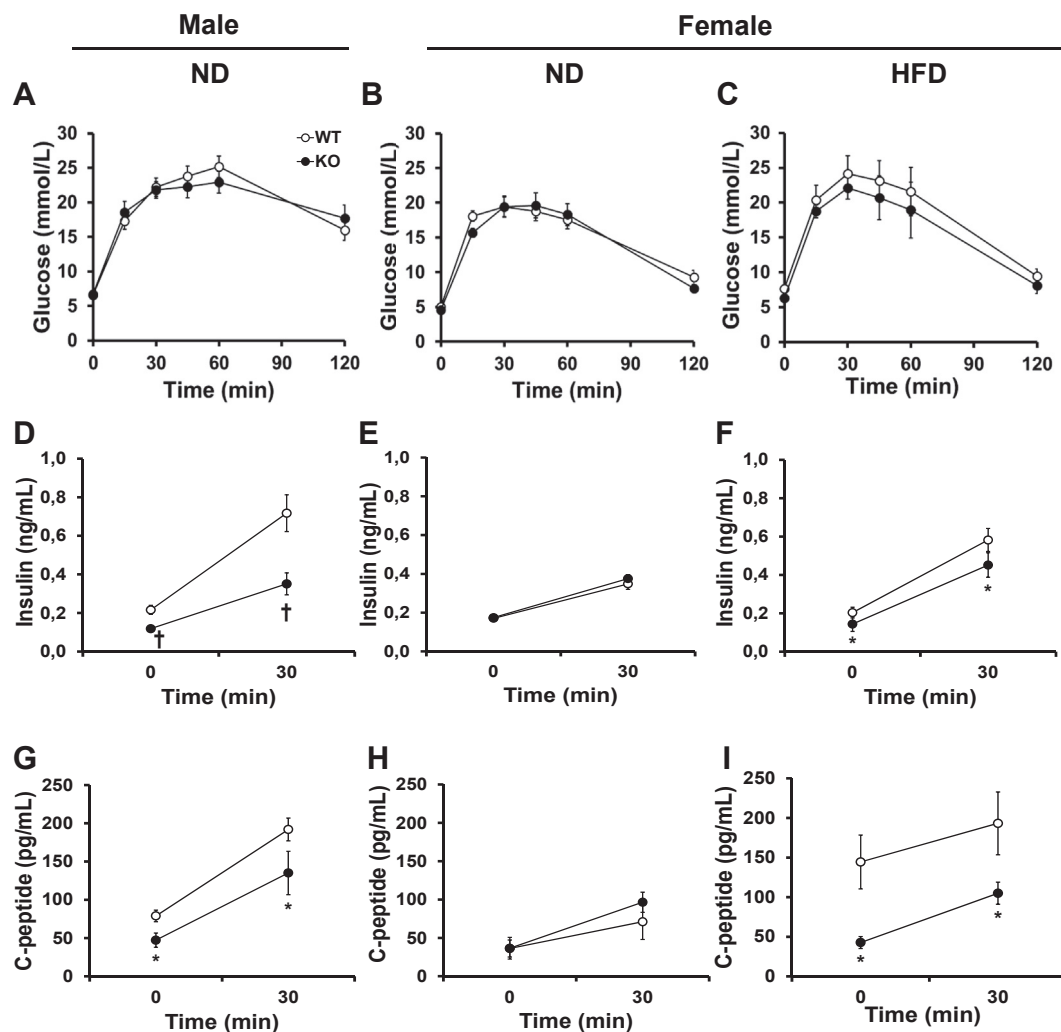 Male
Female
ND
ND
HFD
A
B
C
Glucose (mmol/L)
30
25
20
15
10
5
0
0
30
60
90
120
Time (min)
WT
KO
Glucose (mmol/L)
30
25
20
15
10
5
0
0
30
60
90
120
Time (min)
Glucose (mmol/L)
30
25
20
15
10
5
0
0
30
60
90
120
Time (min)
D
E
F
Insulin (ng/mL)
1,0
0,8
0,6
0,4
0,2
0,0
†
†
0
30
Time (min)
Insulin (ng/mL)
1,0
0,8
0,6
0,4
0,2
0,0
0
30
Time (min)
Insulin (ng/mL)
1,0
0,8
0,6
0,4
0,2
0,0
*
*
0
30
Time (min)
G
H
I
C-peptide (pg/mL)
250
200
150
100
50
0
*
*
0
30
Time (min)
C-peptide (pg/mL)
250
200
150
100
50
0
0
30
Time (min)
C-peptide (pg/mL)
250
200
150
100
50
0
*
*
0
30
Time (min)